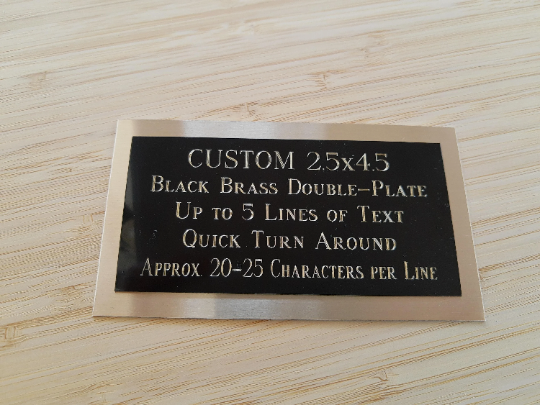 CUSTOM 2.5x4.5
Black Brass Double-Plate
Up to 5 Lines of Text
Quick Turn Around
Approx. 20-25 Characters per Line